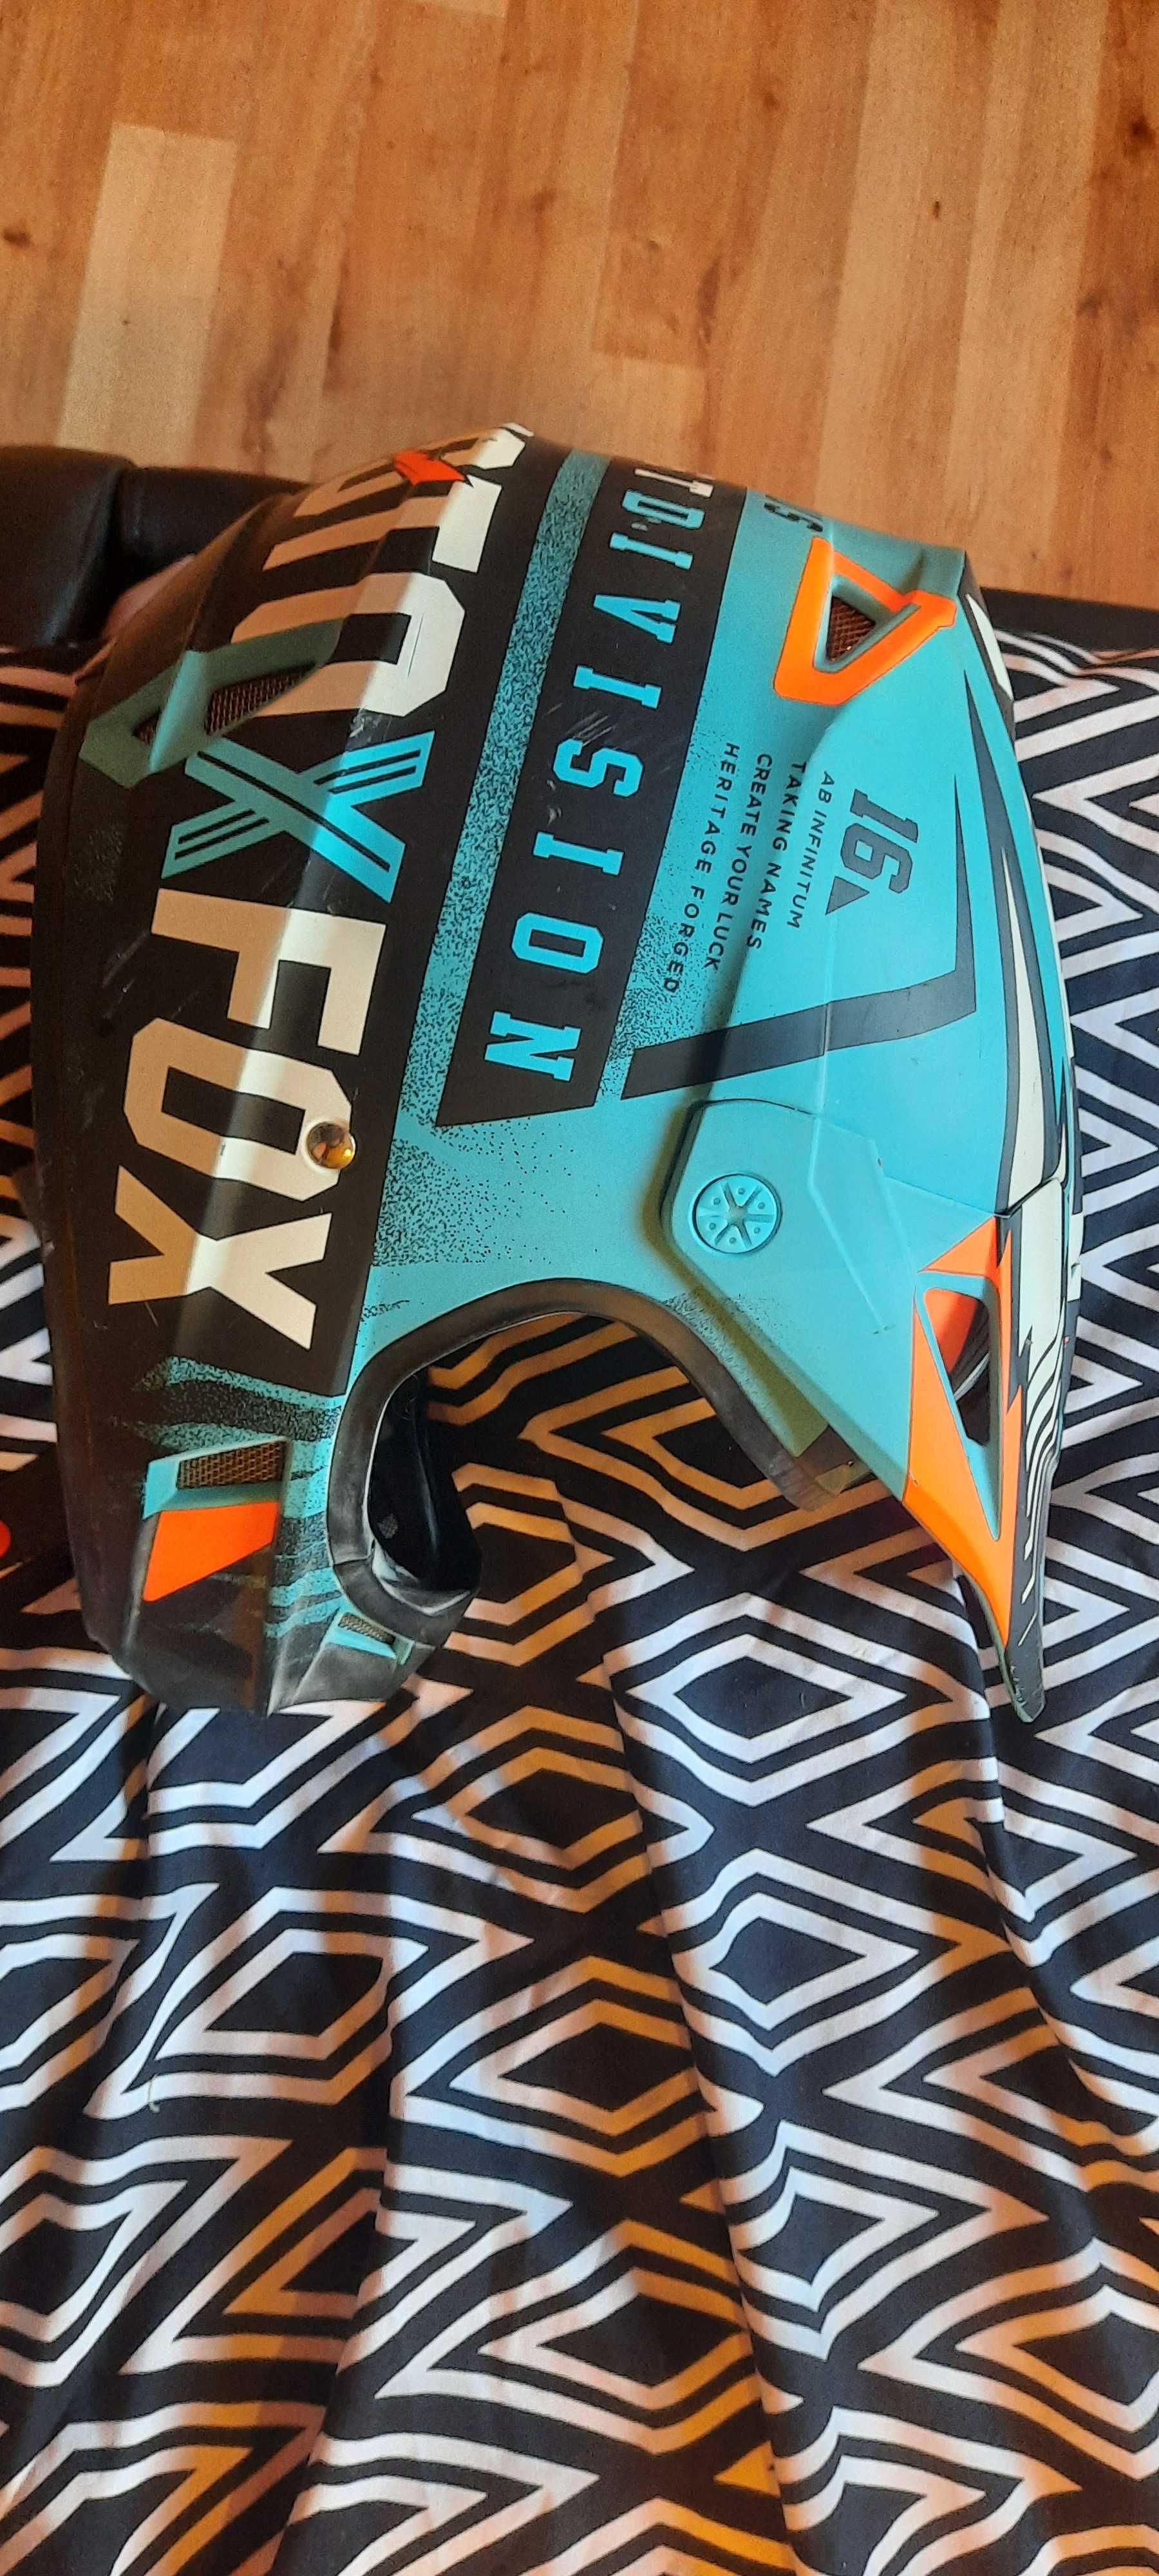 16
AB INFINITUM
TAKING NAMES
CREATE YOUR LUCK
HERITAGE FORGED
DIVISION
X FOX